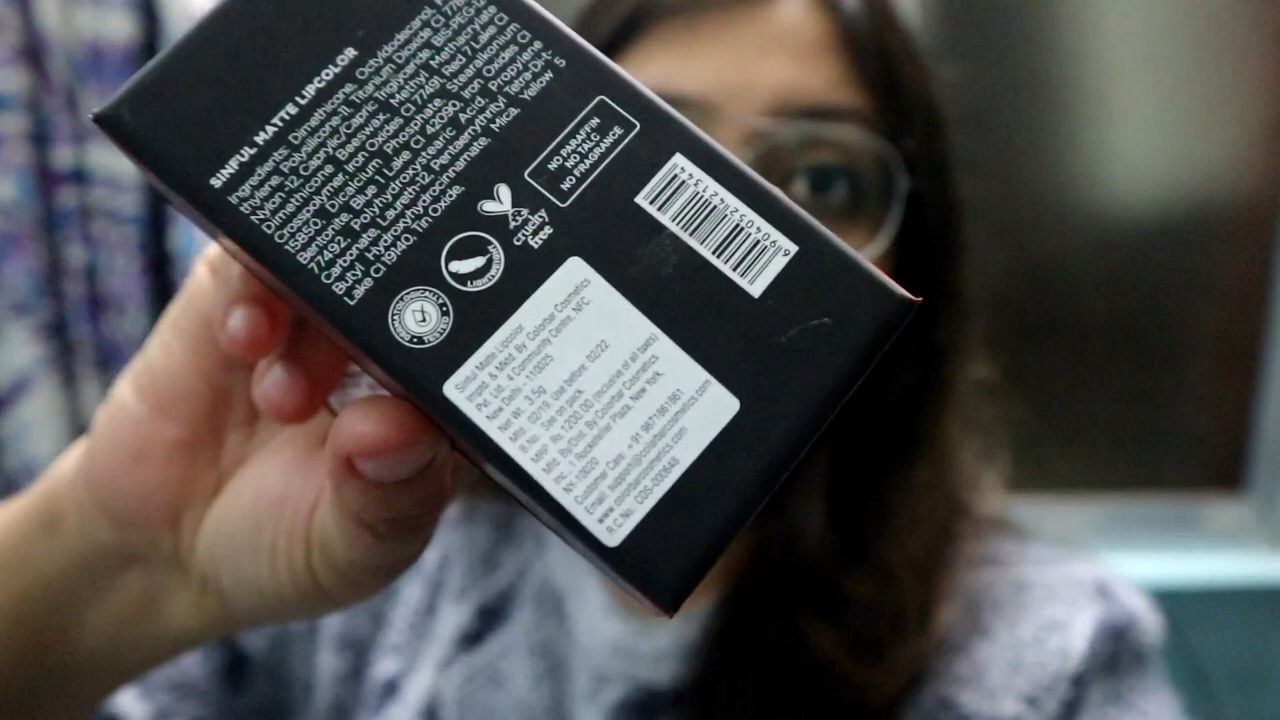 SINFUL MATTE LIPCOLOR
Ingredients: Dimethicone, Octyldodecanol,
thylene, Polysilicone-11, Titanium Dioxide CI 778
Nylon-12, Caprylic/Capric Triglyceride, BIS-PEG-12
Dimethicone Beeswax, Methyl Methacrylate
Crosspolymer, Iron Oxides CI 77491, Red 7 Lake CI
15850, Dicalcium Phosphate, Stearalkonium
Bentonite, Blue 1 Lake CI 42090, Iron Oxides CI
77492, Polyhydroxystearic Acid, Propylene
Carbonate, Laureth-12, Pentaerythrityl Tetra-Di-t-
Butyl Hydroxyhydrocinnamate, Mica, Yellow 5
Lake CI 19140, Tin Oxide,
DERMATOLOGICALLY
TESTED
LIGHTWEIGHT
cruelty
free
NO PARAFFIN
NO TALC
NO FRAGRANCE
6904052421344
Sinful Matte Lipcolor
Impd. & Mktd. By: Colorbar Cosmetics
Pvt. Ltd., 4 Community Centre, NFC,
New Delhi - 110025
Net Wt.: 3.5g
Mfd.: 02/19 Use before: 02/22
B.No.: See on pack.
MRP: Rs.1200.00 (inclusive of all taxes)
Mfd. By/Dist. By:Colorbar Cosmetics
Inc., 1 Rockefeller Plaza, New York,
NY-10020
Customer Care: + 91 9871861861
Email: support@colorbarcosmetics.com
www.colorbarcosmetics.com
R.C.No.: COS-000648